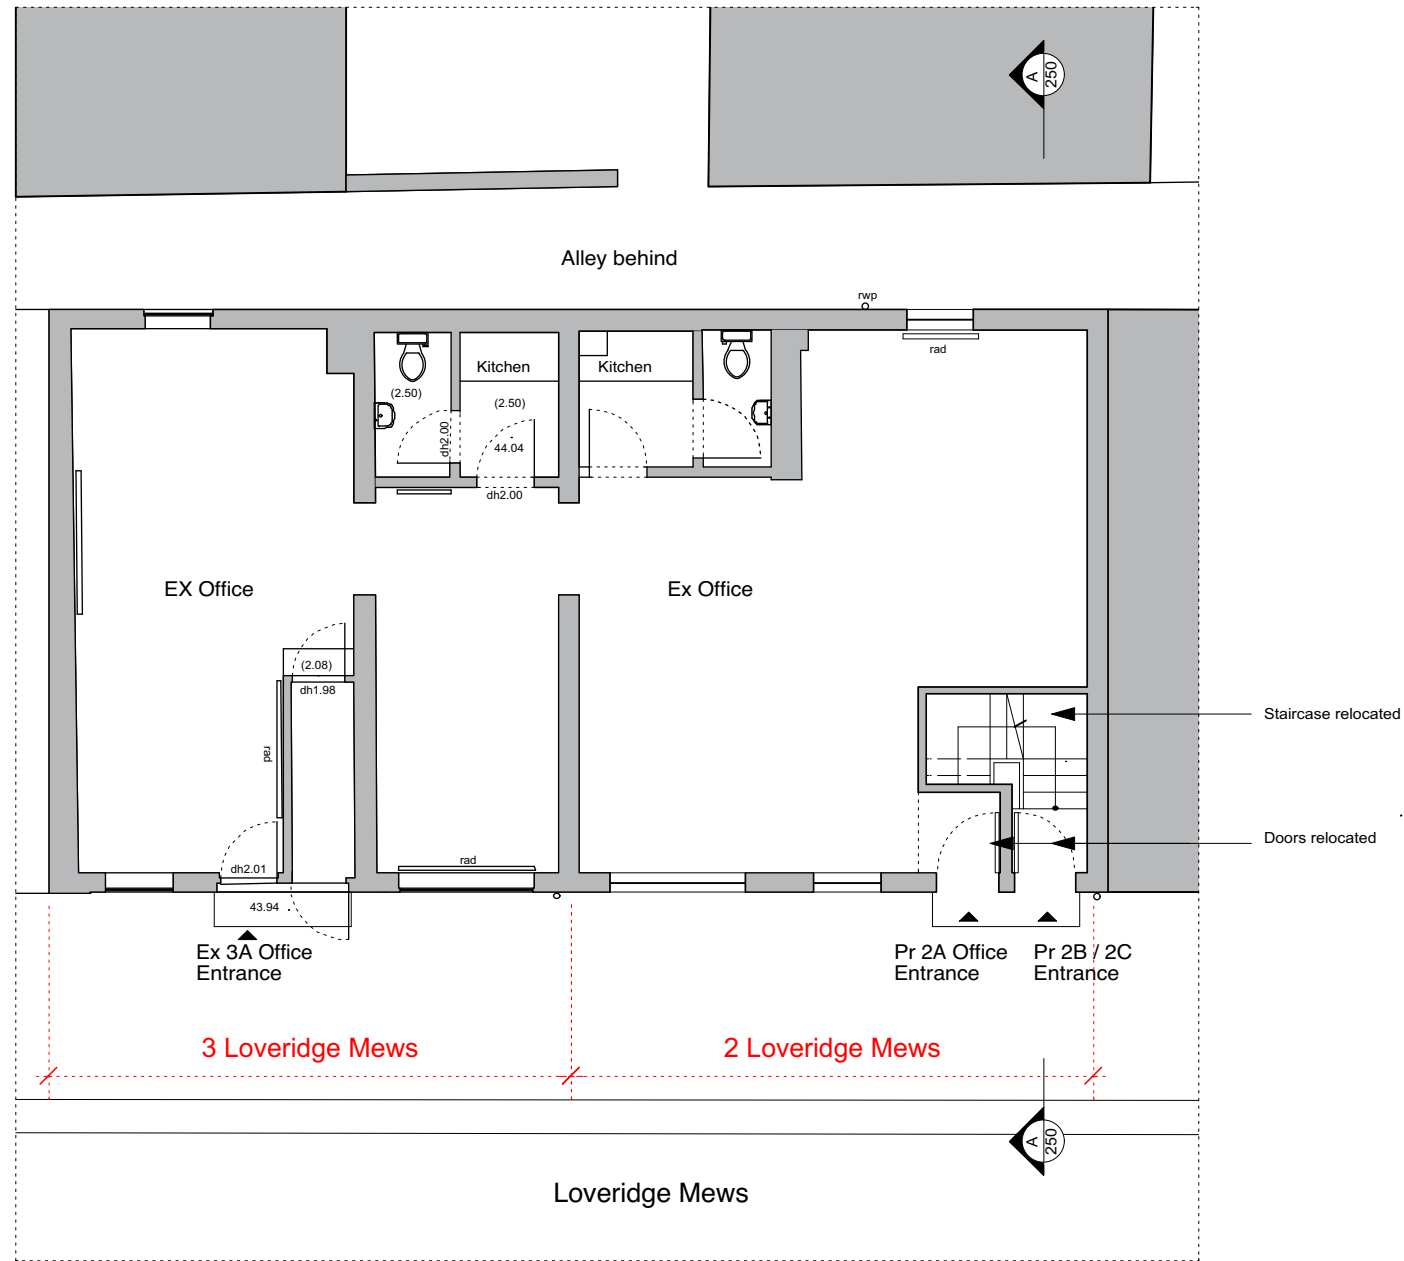 A
250
Alley behind
rwp
rad
Kitchen
Kitchen
(2.50)
(2.50)
dh2.00
44.04
dh2.00
EX Office
Ex Office
(2.08)
dh1.98
rad
Staircase relocated
Doors relocated
dh2.01
rad
43.94
Ex 3A Office
Entrance
Pr 2A Office
Entrance
Pr 2B / 2C
Entrance
3 Loveridge Mews
2 Loveridge Mews
A
250
Loveridge Mews